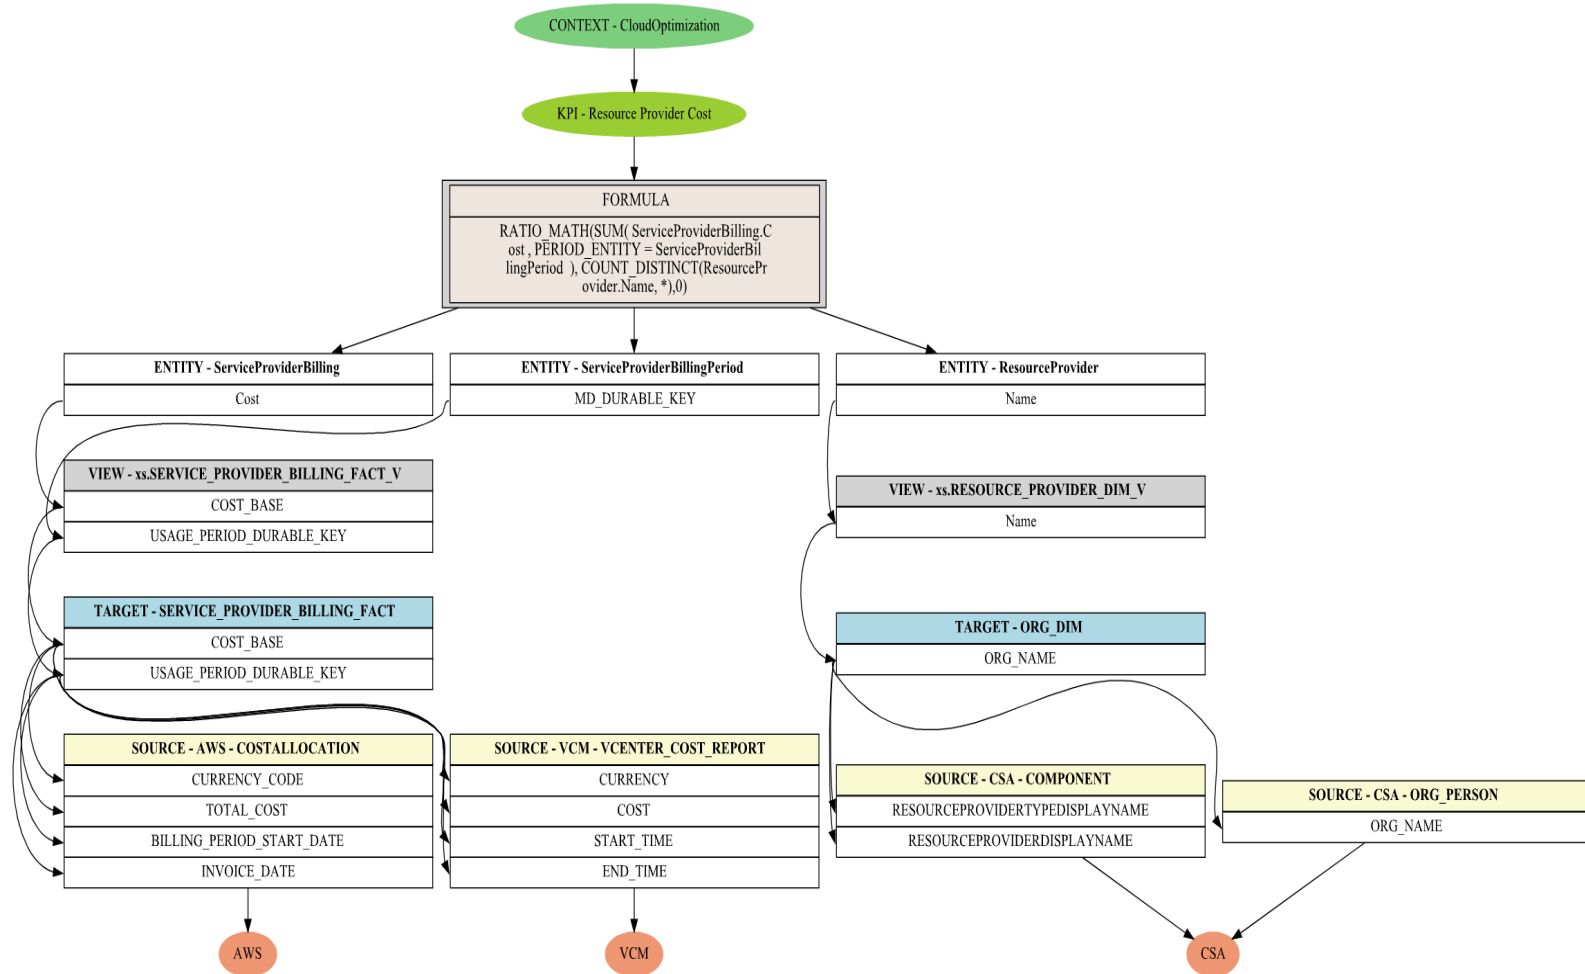 CONTEXT - CloudOptimization
KPI - Resource Provider Cost
FORMULA
RATIO_MATH(SUM( ServiceProviderBilling.C
ost , PERIOD_ENTITY = ServiceProviderBil
lingPeriod  ), COUNT_DISTINCT(ResourcePr
ovider.Name, *),0)
ENTITY - ServiceProviderBilling
Cost
ENTITY - ServiceProviderBillingPeriod
MD_DURABLE_KEY
ENTITY - ResourceProvider
Name
VIEW - xs.SERVICE_PROVIDER_BILLING_FACT_V
COST_BASE
USAGE_PERIOD_DURABLE_KEY
VIEW - xs.RESOURCE_PROVIDER_DIM_V
Name
TARGET - SERVICE_PROVIDER_BILLING_FACT
COST_BASE
USAGE_PERIOD_DURABLE_KEY
TARGET - ORG_DIM
ORG_NAME
SOURCE - AWS - COSTALLOCATION
CURRENCY_CODE
TOTAL_COST
BILLING_PERIOD_START_DATE
INVOICE_DATE
SOURCE - VCM - VCENTER_COST_REPORT
CURRENCY
COST
START_TIME
END_TIME
SOURCE - CSA - COMPONENT
RESOURCEPROVIDERTYPEDISPLAYNAME
RESOURCEPROVIDERDISPLAYNAME
SOURCE - CSA - ORG_PERSON
ORG_NAME
AWS
VCM
CSA